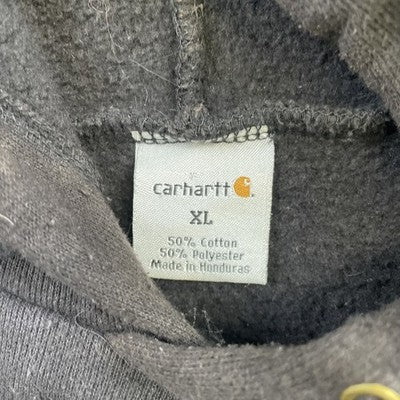 carhartt
XL
50% Cotton
50% Polyester
Made in Honduras